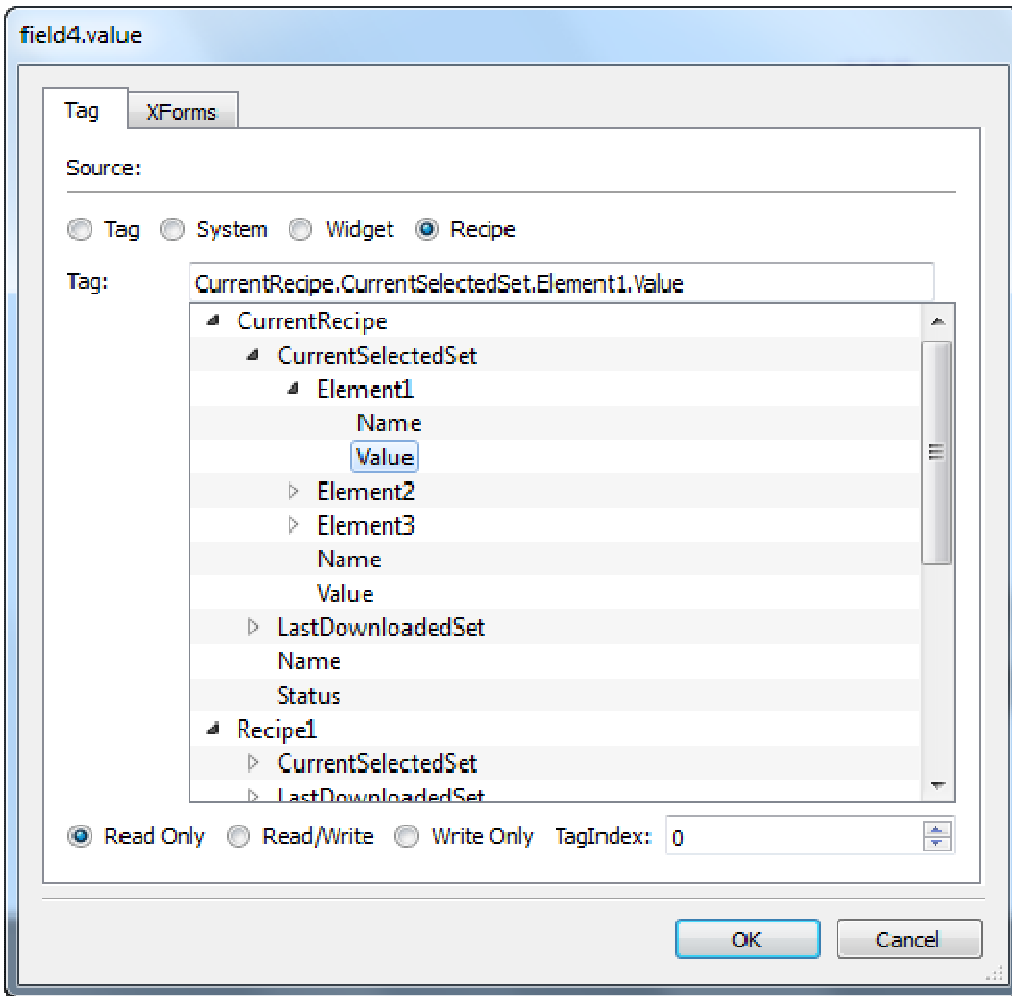 field4.value
Tag XForms
Source:
Tag System Widget Recipe
Tag: CurrentRecipe.CurrentSelectedSet.Element1.Value
CurrentRecipe
CurrentSelectedSet
Element1
Name
Value
Element2
Element3
Name
Value
LastDownloadedSet
Name
Status
Recipe1
CurrentSelectedSet
LastDownloadedSet
Read Only Read/Write Write Only TagIndex: 0
OK Cancel